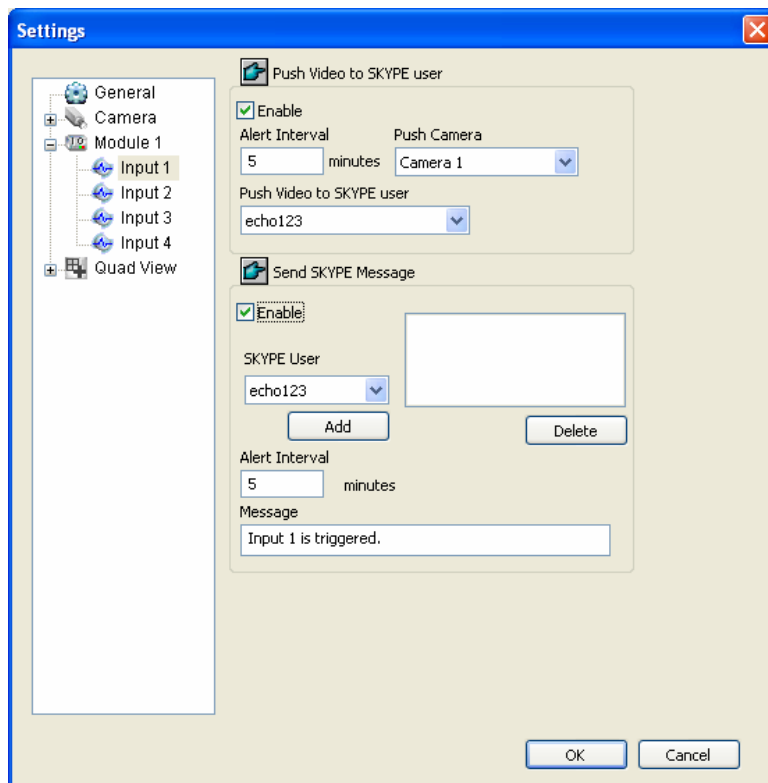 Settings
General
Camera
Module 1
Input 1
Input 2
Input 3
Input 4
Quad View
Push Video to SKYPE user
Enable
Alert Interval
Push Camera
5 minutes
Camera 1
Push Video to SKYPE user
echo123
Send SKYPE Message
Enable
SKYPE User
echo123
Add
Delete
Alert Interval
5 minutes
Message
Input 1 is triggered.
OK
Cancel